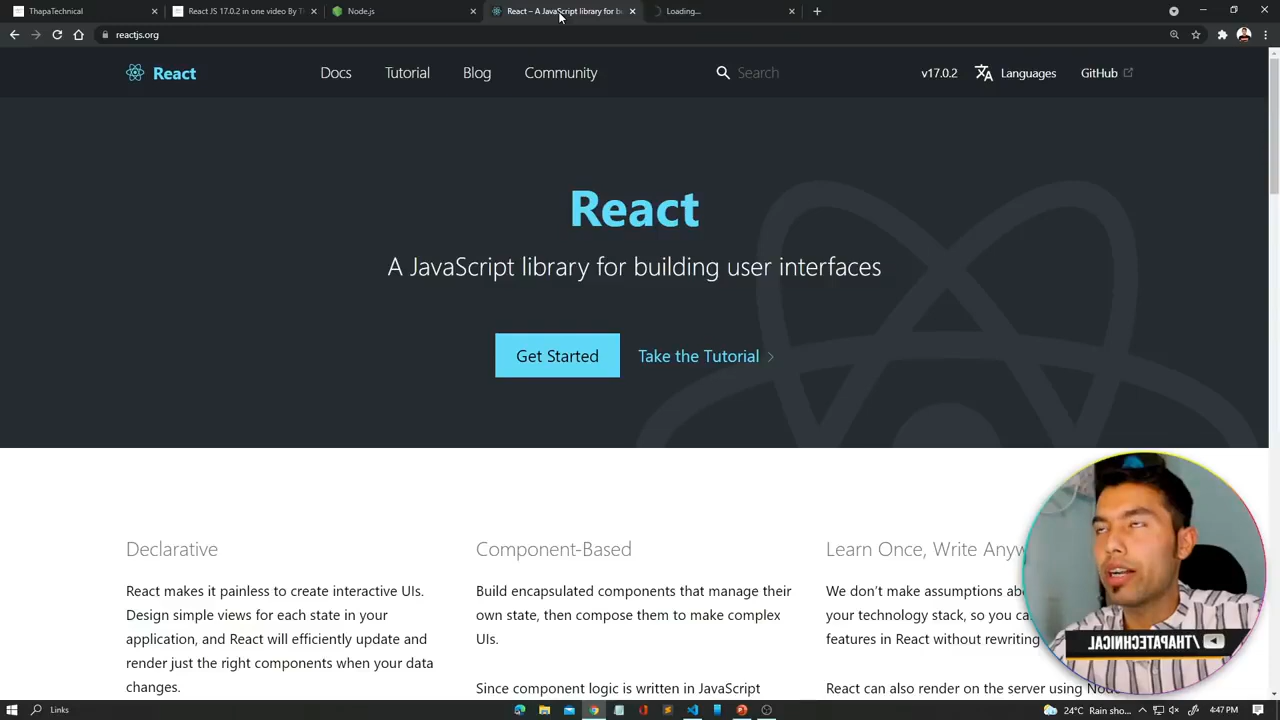 ThapaTechnical
React JS 17.0.2 in one video By T
Node.js
React – A JavaScript library for bu
Loading...
reactjs.org
React
Docs
Tutorial
Blog
Community
Search
v17.0.2
Languages
GitHub
React
A JavaScript library for building user interfaces
Get Started
Take the Tutorial
Declarative
React makes it painless to create interactive UIs.
Design simple views for each state in your
application, and React will efficiently update and
render just the right components when your data
changes.
Component-Based
Build encapsulated components that manage their
own state, then compose them to make complex
UIs.
Since component logic is written in JavaScript
Learn Once, Write Anyw
We don’t make assumptions abo
your technology stack, so you ca
features in React without rewriting
React can also render on the server using Nod
/THAPATECHNICAL
Links
24°C Rain sho...
4:47 PM